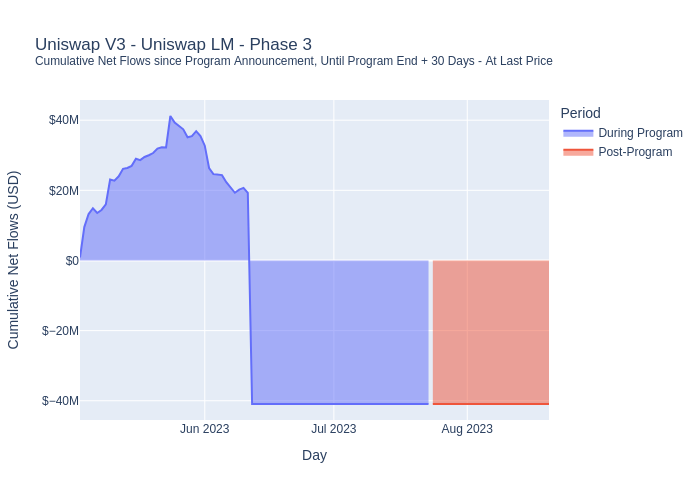 Uniswap V3 - Uniswap LM - Phase 3
Cumulative Net Flows since Program Announcement, Until Program End + 30 Days - At Last Price
Period
During Program
Post-Program
Cumulative Net Flows (USD)
$40M
$20M
$0
$−20M
$−40M
Jun 2023
Jul 2023
Aug 2023
Day